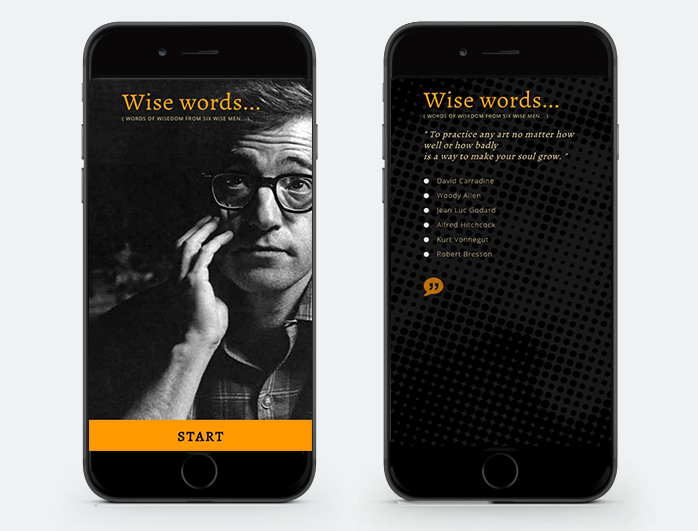 Wise words...
( WORDS OF WISEDOM FROM SIX WISE MEN... )
START
Wise words...
( WORDS OF WISEDOM FROM SIX WISE MEN... )
" To practice any art no matter how
well or how badly
is a way to make your soul grow. "
David Carradine
Woody Allen
Jean Luc Godard
Alfred Hitchcock
Kurt Vonnegut
Robert Bresson